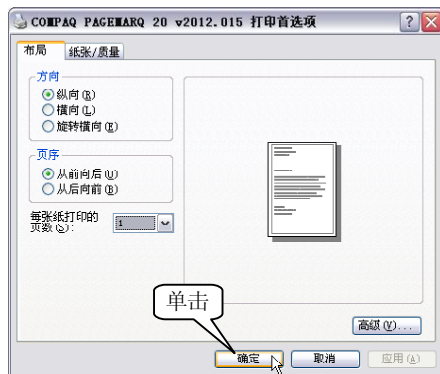 COMPAQ PAGEMARQ 20 v2012.015 打印首选项
布局 纸张/质量
方向
纵向(R)
横向(L)
旋转横向(E)
页序
从前向后(U)
从后向前(B)
每张纸打印的
页数(S): 1
单击
高级(V)...
确定 取消 应用(A)